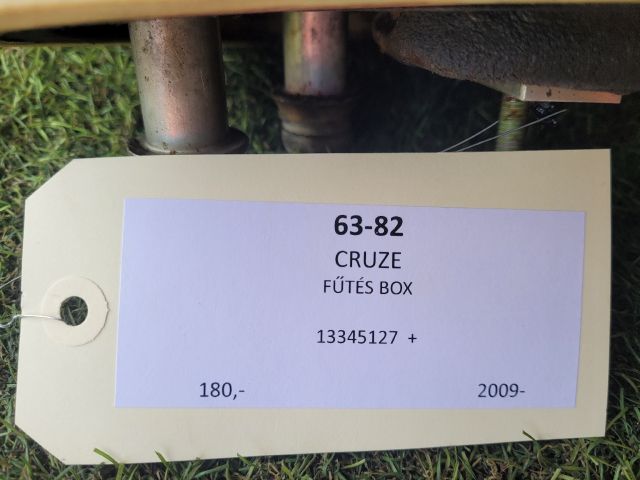 63-82
CRUZE
FŰTÉS BOX
13345127 +
180,- 2009-